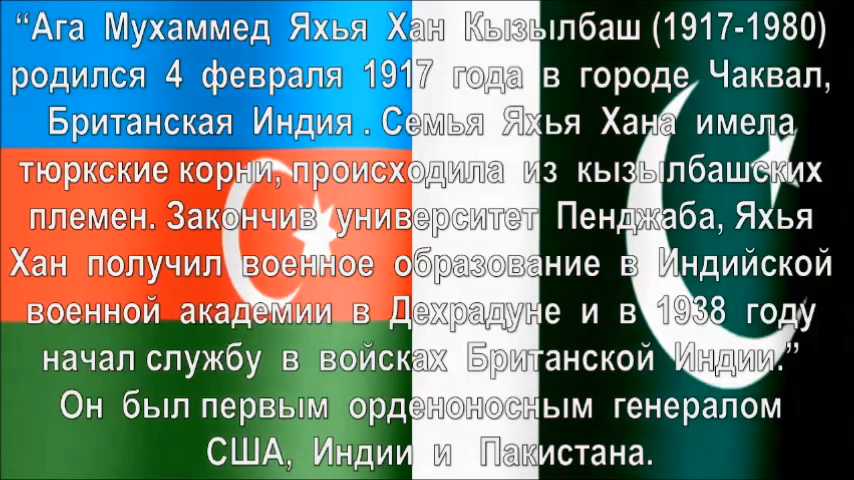 “Ага Мухаммед Яхья Хан Кызылбаш (1917-1980)
родился 4 февраля 1917 года в городе Чаквал,
Британская Индия . Семья Яхья Хана имела
тюркские корни, происходила из кызылбашских
племен. Закончив университет Пенджаба, Яхья
Хан получил военное образование в Индийской
военной академии в Дехрадуне и в 1938 году
начал службу в войсках Британской Индии.”
Он был первым орденоносным генералом
США, Индии и Пакистана.